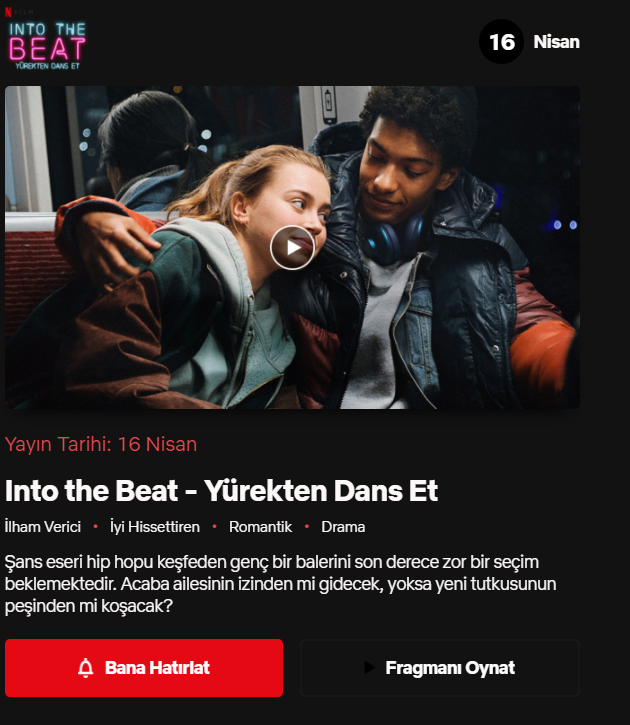 N FILM
INTO THE
BEAT
YÜREKTEN DANS ET
16 Nisan
Yayın Tarihi: 16 Nisan
Into the Beat - Yürekten Dans Et
İlham Verici • İyi Hissettiren • Romantik • Drama
Şans eseri hip hopu keşfeden genç bir balerini son derece zor bir seçim
beklemektedir. Acaba ailesinin izinden mi gidecek, yoksa yeni tutkusunun
peşinden mi koşacak?
Bana Hatırlat
Fragmanı Oynat